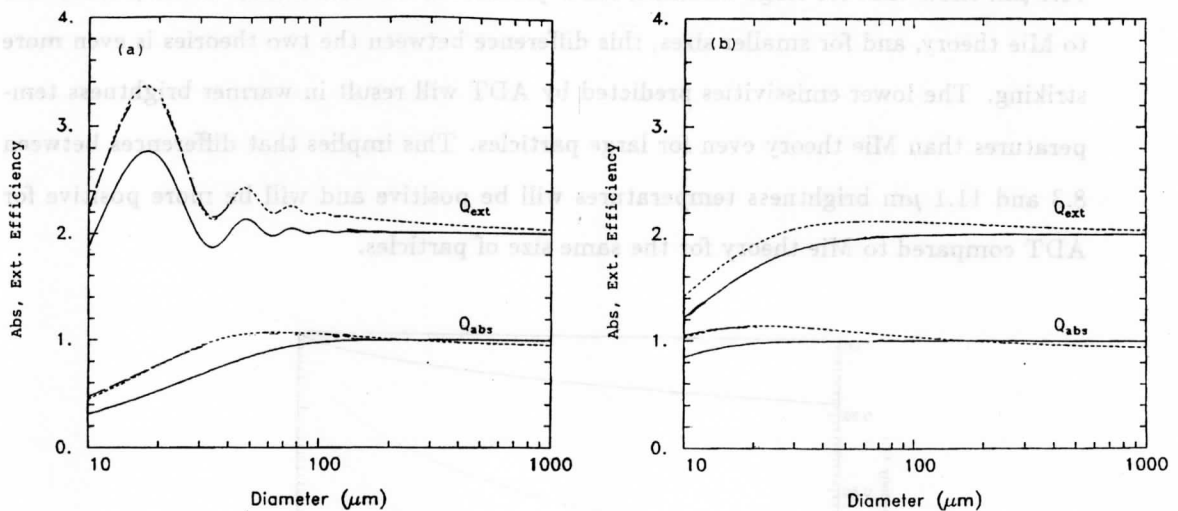 to Mie theory, and for smaller sizes, this difference between the two theories is even more
striking. The lower emissivities predicted by ADT will result in warmer brightness tem-
peratures than Mie theory even for large particles. This implies that differences between
8.3 and 11.1 μm brightness temperatures will be positive and will be more positive for
ADT compared to Mie theory for the same size of particles.
(a)
4.
3.
2.
1.
0.
Abs, Ext. Efficiency
Qext
Qabs
10
100
1000
Diameter (μm)
(b)
4.
3.
2.
1.
0.
Abs, Ext. Efficiency
Qext
Qabs
10
100
1000
Diameter (μm)